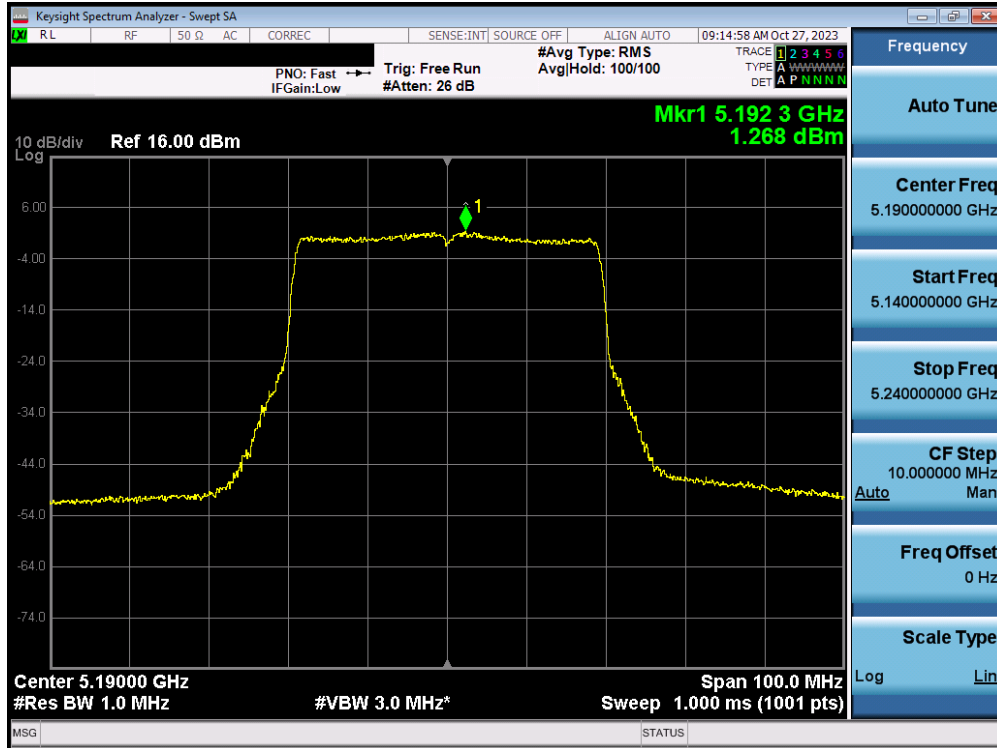 Keysight Spectrum Analyzer - Swept SA
LXI RL RF 50 Ω AC CORREC SENSE:INT SOURCE OFF ALIGN AUTO 09:14:58 AM Oct 27, 2023
PNO: Fast Trig: Free Run #Avg Type: RMS TRACE 1 2 3 4 5 6
IFGain:Low #Atten: 26 dB Avg|Hold: 100/100 TYPE A WWWWW
DET A P N N N N
Mkr1 5.192 3 GHz
1.268 dBm
10 dB/div Ref 16.00 dBm
Log
1
6.00
-4.00
-14.0
-24.0
-34.0
-44.0
-54.0
-64.0
-74.0
Center 5.19000 GHz Span 100.0 MHz
#Res BW 1.0 MHz #VBW 3.0 MHz* Sweep 1.000 ms (1001 pts)
MSG STATUS
Frequency
Auto Tune
Center Freq
5.190000000 GHz
Start Freq
5.140000000 GHz
Stop Freq
5.240000000 GHz
CF Step
10.000000 MHz
Auto Man
Freq Offset
0 Hz
Scale Type
Log Lin